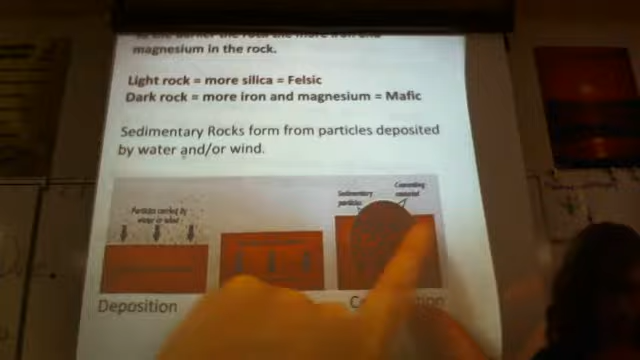 magnesium in the rock.
Light rock = more silica = Felsic
Dark rock = more iron and magnesium = Mafic
Sedimentary Rocks form from particles deposited
by water and/or wind.
Particles carried by
water or wind
Sedimentary
particles
Cementing
material
Deposition